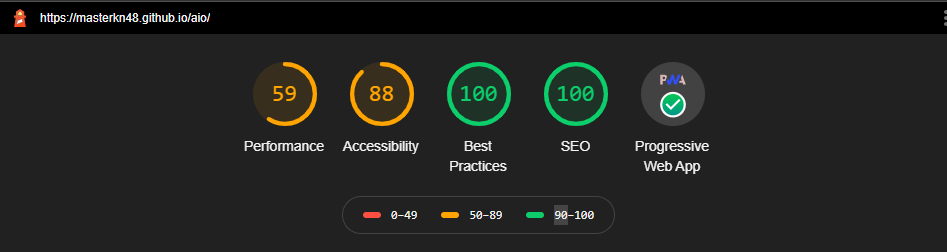 https://masterkn48.github.io/aio/
59 88 100 100 PWA
Performance Accessibility Best Practices SEO Progressive Web App
0–49 50–89 90–100